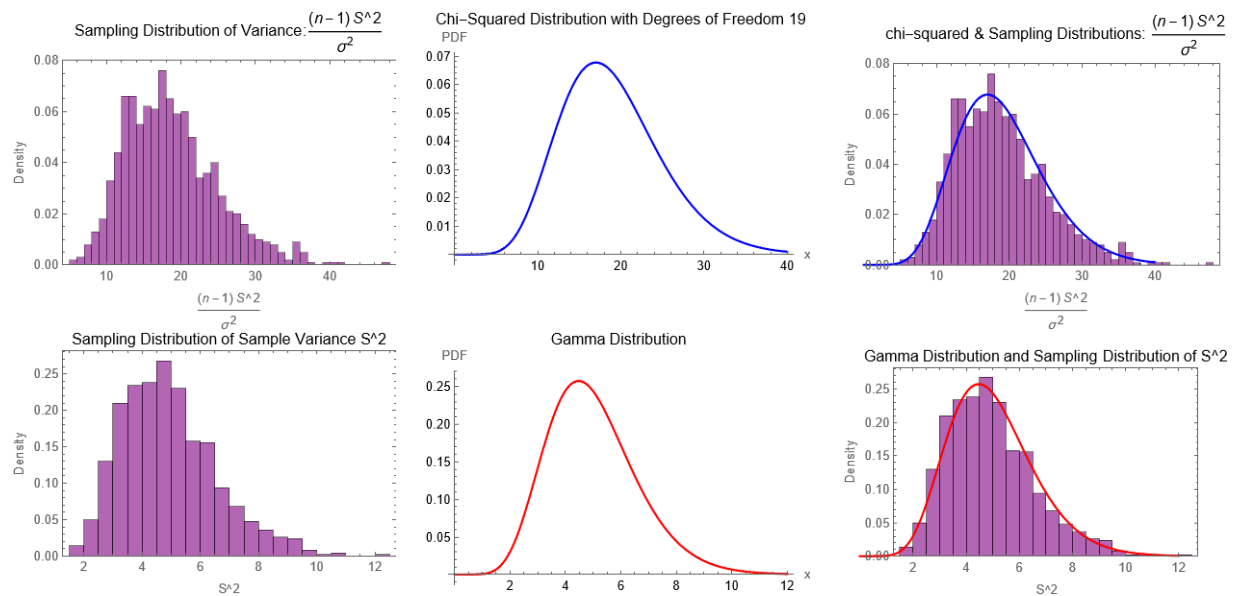 Sampling Distribution of Variance: (n-1) S^2 / σ²
Density
0.08
0.06
0.04
0.02
0.00
10 20 30 40
(n-1) S^2 / σ²
Chi-Squared Distribution with Degrees of Freedom 19
PDF
0.07
0.06
0.05
0.04
0.03
0.02
0.01
10 20 30 40 x
chi-squared & Sampling Distributions: (n-1) S^2 / σ²
Density
0.08
0.06
0.04
0.02
0.00
10 20 30 40
(n-1) S^2 / σ²
Sampling Distribution of Sample Variance S^2
Density
0.25
0.20
0.15
0.10
0.05
0.00
2 4 6 8 10 12
S^2
Gamma Distribution
PDF
0.25
0.20
0.15
0.10
0.05
2 4 6 8 10 12 x
Gamma Distribution and Sampling Distribution of S^2
Density
0.25
0.20
0.15
0.10
0.05
0.00
2 4 6 8 10 12
S^2